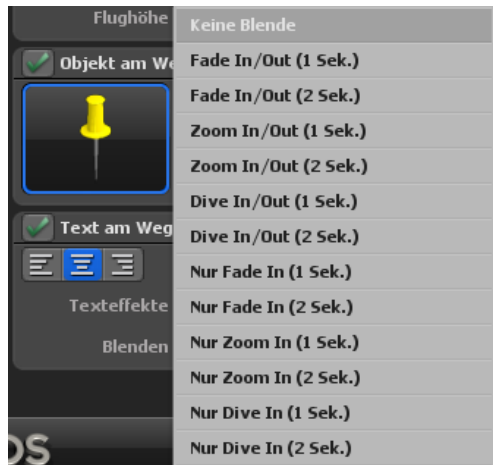 Flughöhe
Keine Blende
Objekt am We
Fade In/Out (1 Sek.)
Fade In/Out (2 Sek.)
Zoom In/Out (1 Sek.)
Zoom In/Out (2 Sek.)
Dive In/Out (1 Sek.)
Text am Weg
Dive In/Out (2 Sek.)
Nur Fade In (1 Sek.)
Texteffekte
Nur Fade In (2 Sek.)
Blenden
Nur Zoom In (1 Sek.)
Nur Zoom In (2 Sek.)
Nur Dive In (1 Sek.)
Nur Dive In (2 Sek.)
OS